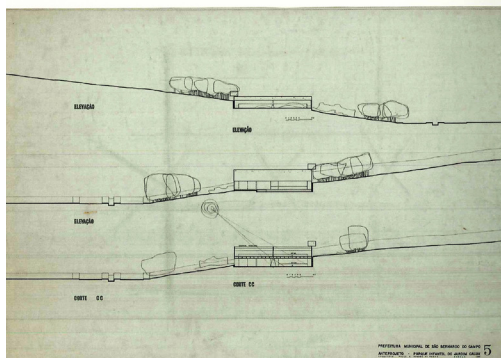 ELEVAÇÃO
ELEVAÇÃO
ELEVAÇÃO
CORTE CC
CORTE CC
PREFEITURA MUNICIPAL DE SÃO BERNARDO DO CAMPO
ANTEPROJETO - PARQUE INFANTIL DE JARDIM
5